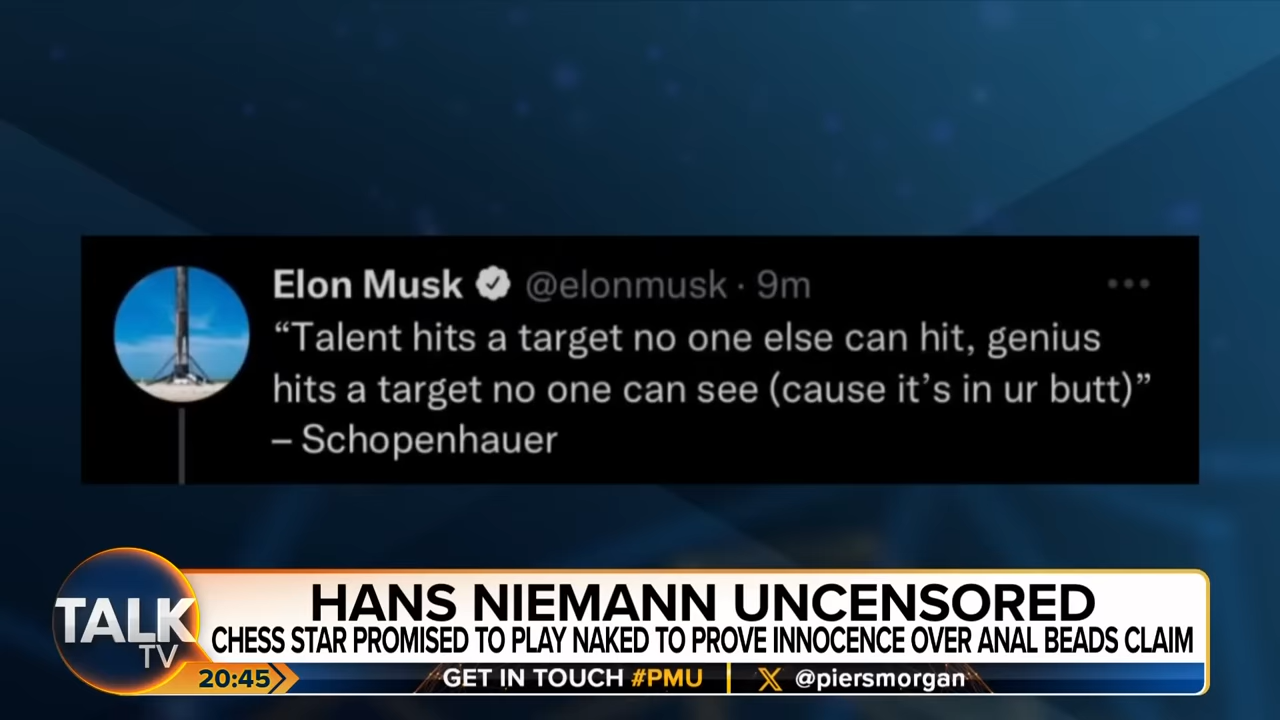 Elon Musk @elonmusk · 9m
“Talent hits a target no one else can hit, genius
hits a target no one can see (cause it’s in ur butt)”
– Schopenhauer
HANS NIEMANN UNCENSORED
CHESS STAR PROMISED TO PLAY NAKED TO PROVE INNOCENCE OVER ANAL BEADS CLAIM
TALK
TV
20:45
GET IN TOUCH #PMU
X @piersmorgan